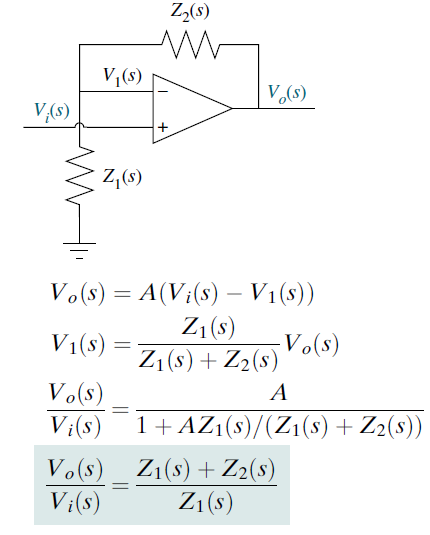 Z₂(s)
V₁(s)
−
Vᵢ(s)
Vₒ(s)
+
Z₁(s)
Vₒ(s) = A(Vᵢ(s) − V₁(s))
V₁(s) = Z₁(s) / (Z₁(s) + Z₂(s)) Vₒ(s)
Vₒ(s) / Vᵢ(s) = A / (1 + AZ₁(s)/(Z₁(s) + Z₂(s)))
Vₒ(s) / Vᵢ(s) = (Z₁(s) + Z₂(s)) / Z₁(s)